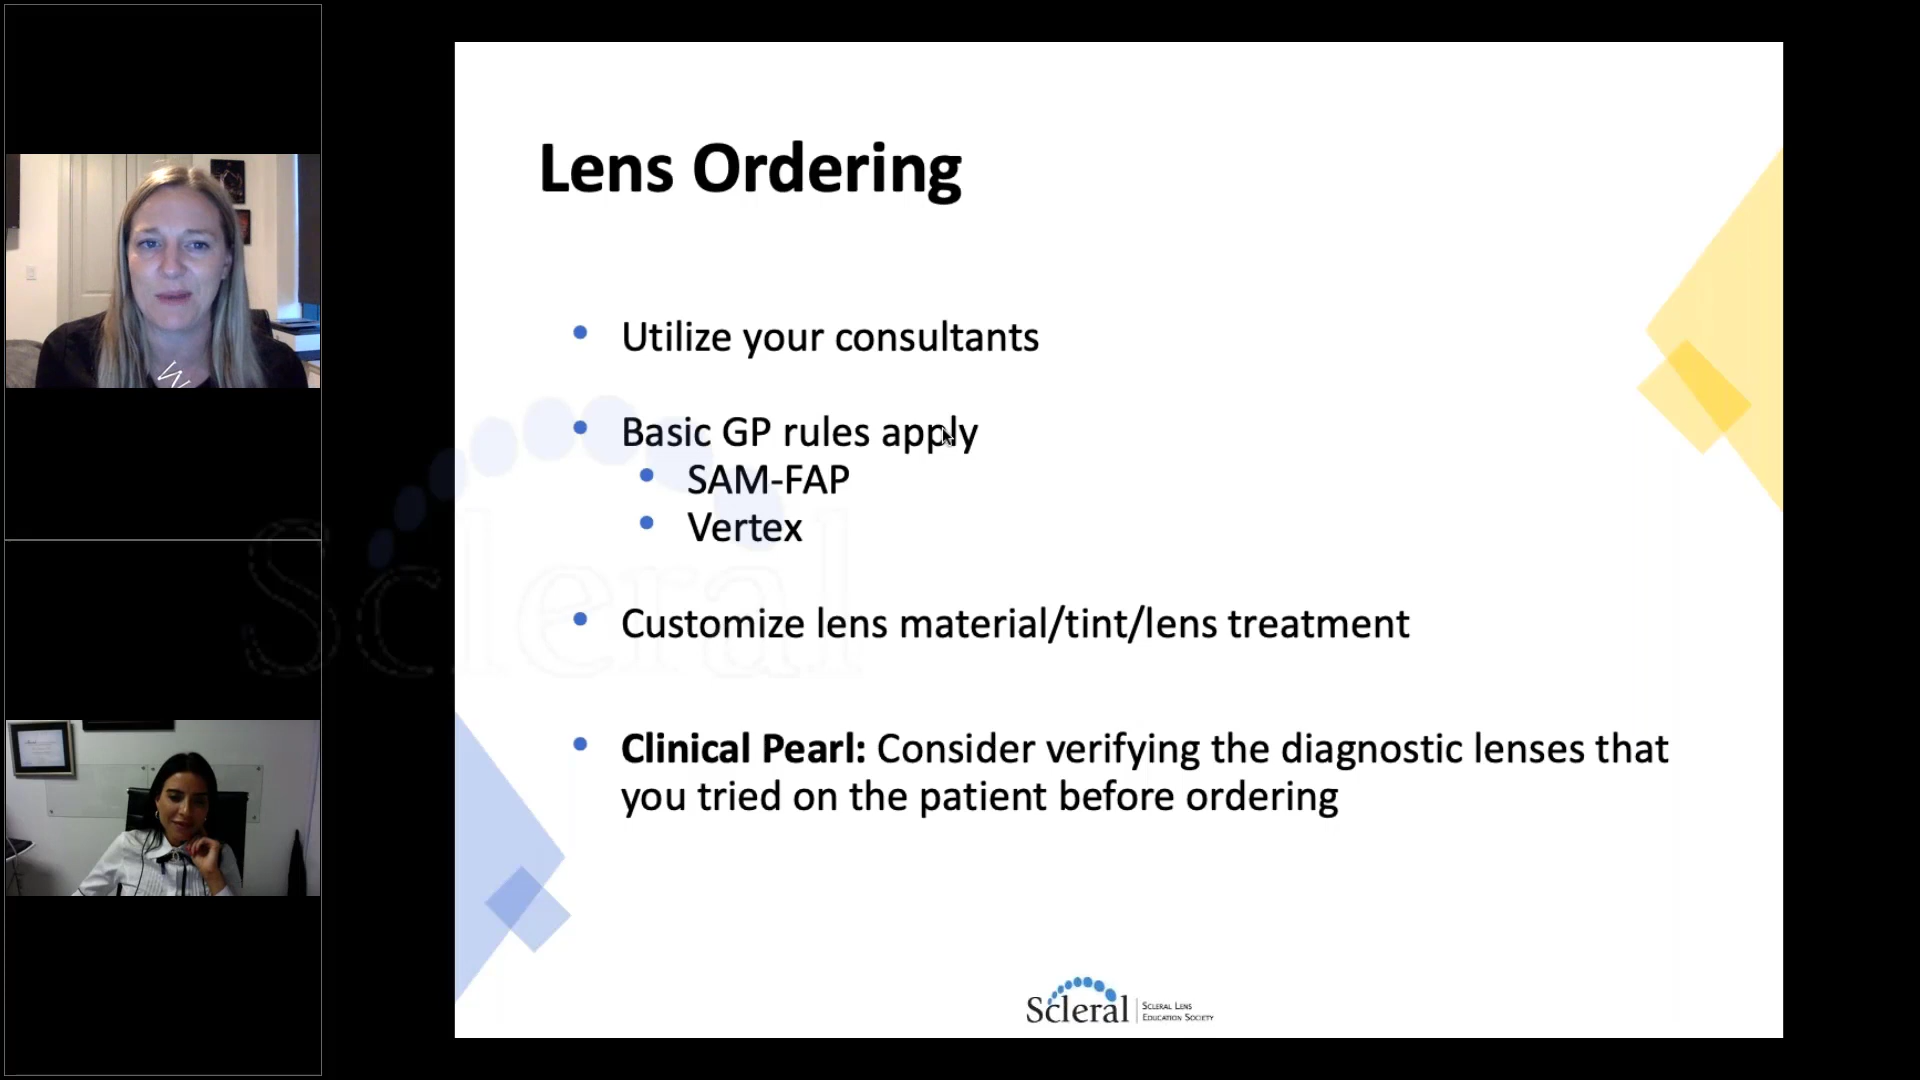 Lens Ordering
Utilize your consultants
Basic GP rules apply
SAM-FAP
Vertex
Customize lens material/tint/lens treatment
Clinical Pearl: Consider verifying the diagnostic lenses that
you tried on the patient before ordering
Scleral
Scleral
SCLERAL LENS
EDUCATION SOCIETY